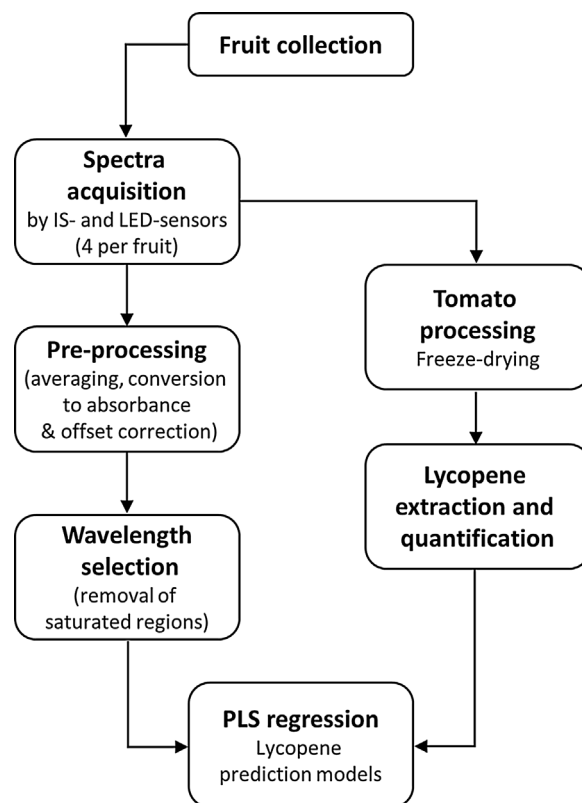 Fruit collection
Spectra
acquisition
by IS- and LED-sensors
(4 per fruit)
Pre-processing
(averaging, conversion
to absorbance
& offset correction)
Wavelength
selection
(removal of
saturated regions)
Tomato
processing
Freeze-drying
Lycopene
extraction and
quantification
PLS regression
Lycopene
prediction models